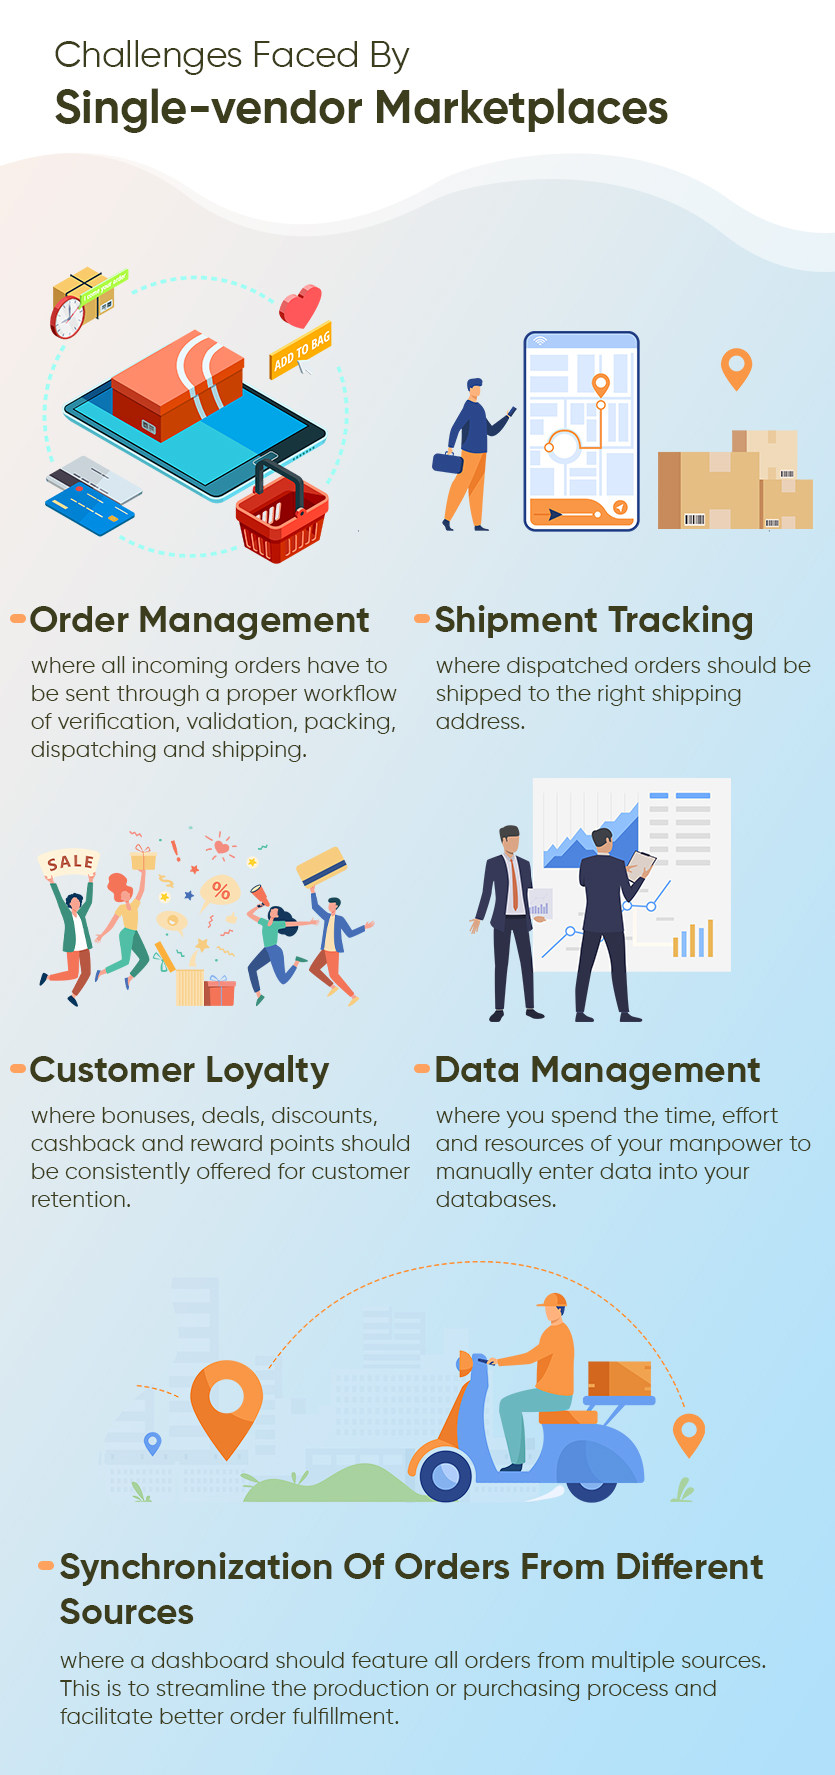 Challenges Faced By
Single-vendor Marketplaces
ADD TO BAG
Order Management
where all incoming orders have to
be sent through a proper workflow
of verification, validation, packing,
dispatching and shipping.
Shipment Tracking
where dispatched orders should be
shipped to the right shipping
address.
SALE
%
Customer Loyalty
where bonuses, deals, discounts,
cashback and reward points should
be consistently offered for customer
retention.
Data Management
where you spend the time, effort
and resources of your manpower to
manually enter data into your
databases.
Synchronization Of Orders From Different
Sources
where a dashboard should feature all orders from multiple sources.
This is to streamline the production or purchasing process and
facilitate better order fulfillment.